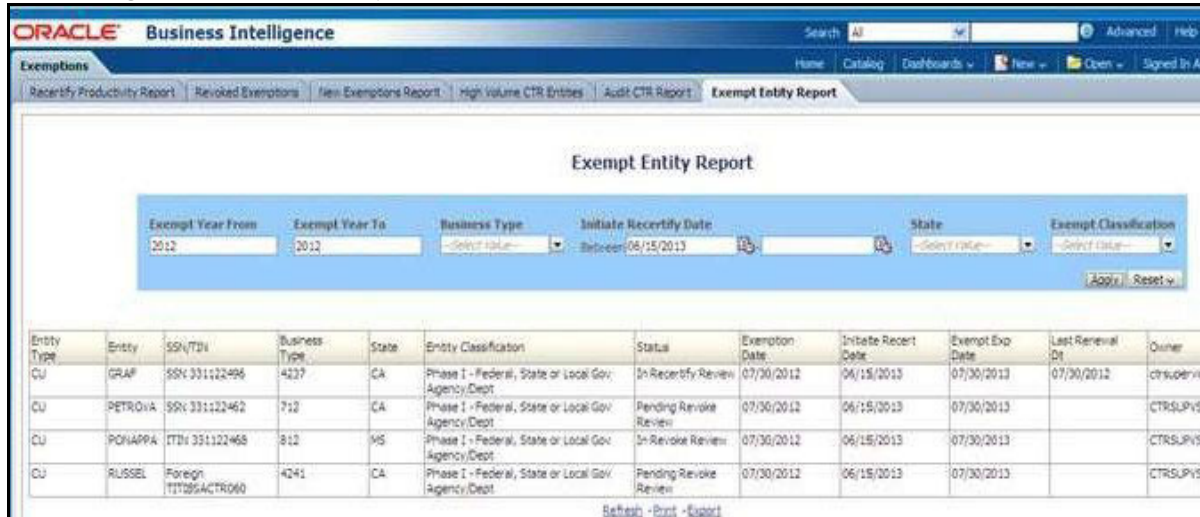 ORACLE Business Intelligence
Search All Advanced Help
Exemptions
Home Catalog Dashboards New Open Signed In A
Recertify Productivity Report Revoked Exemptions New Exemptions Report High Volume CTR Entities Audit CTR Report Exempt Entity Report
Exempt Entity Report
Exempt Year From Exempt Year To Business Type Initiate Recertify Date State Exempt Classification
2012 2012 --Select Value-- Between 06/15/2013 - --Select Value-- --Select Value--
Apply Reset
Entity Type Entity SSN/TIN Business Type State Entity Classification Status Exemption Date Initiate Recert Date Exempt Exp Date Last Renewal Dt Owner
CU GRAF SSN 331122496 4237 CA Phase I - Federal, State or Local Gov Agency/Dept In Recertify Review 07/30/2012 06/15/2013 07/30/2013 07/30/2012 ctrsupervi
CU PETROVA SSN 331122462 712 CA Phase I - Federal, State or Local Gov Agency/Dept Pending Revoke Review 07/30/2012 06/15/2013 07/30/2013 CTRSUPVS
CU PONAPPA ITIN 331122468 812 MS Phase I - Federal, State or Local Gov Agency/Dept In Revoke Review 07/30/2012 06/15/2013 07/30/2013 CTRSUPVS
CU RUSSEL Foreign 4241 CA Phase I - Federal, State or Local Gov Agency/Dept Pending Revoke Review 07/30/2012 06/15/2013 07/30/2013 CTRSUPVS
Refresh - Print - Export